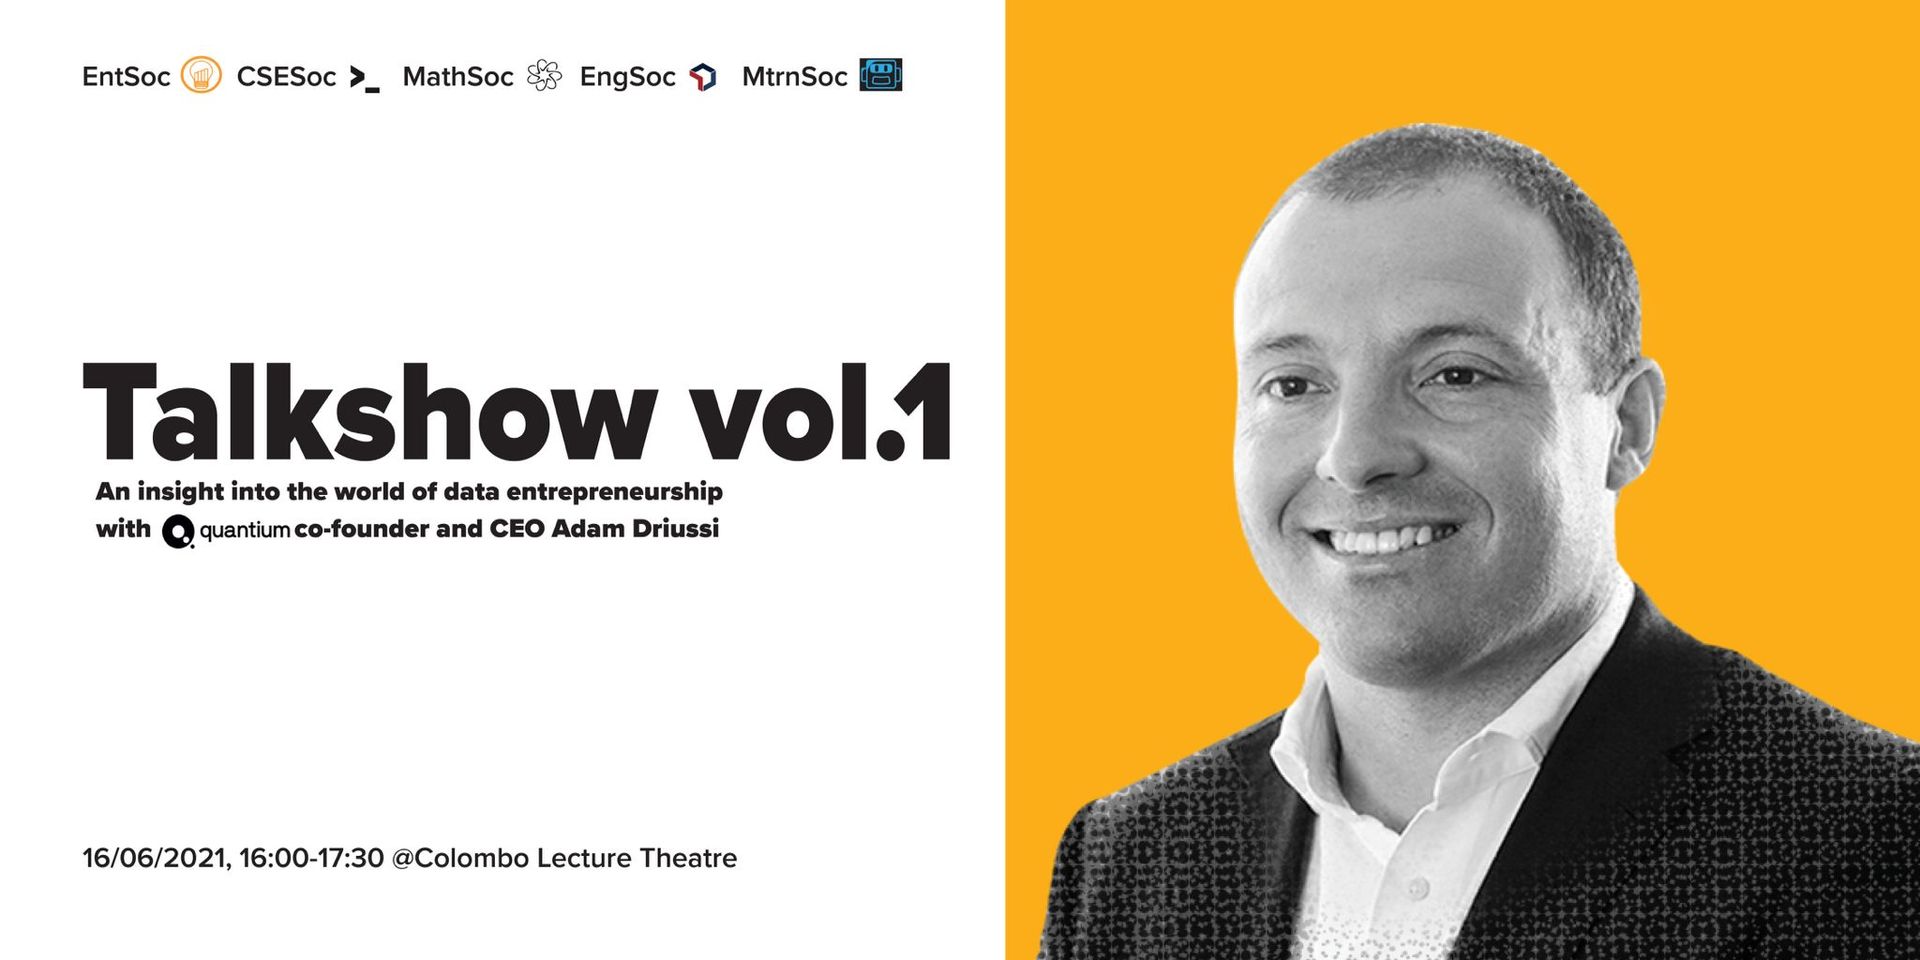 EntSoc CSESoc >_ MathSoc EngSoc MtrnSoc
Talkshow vol.1
An insight into the world of data entrepreneurship
with quantium co-founder and CEO Adam Driussi
16/06/2021, 16:00-17:30 @Colombo Lecture Theatre